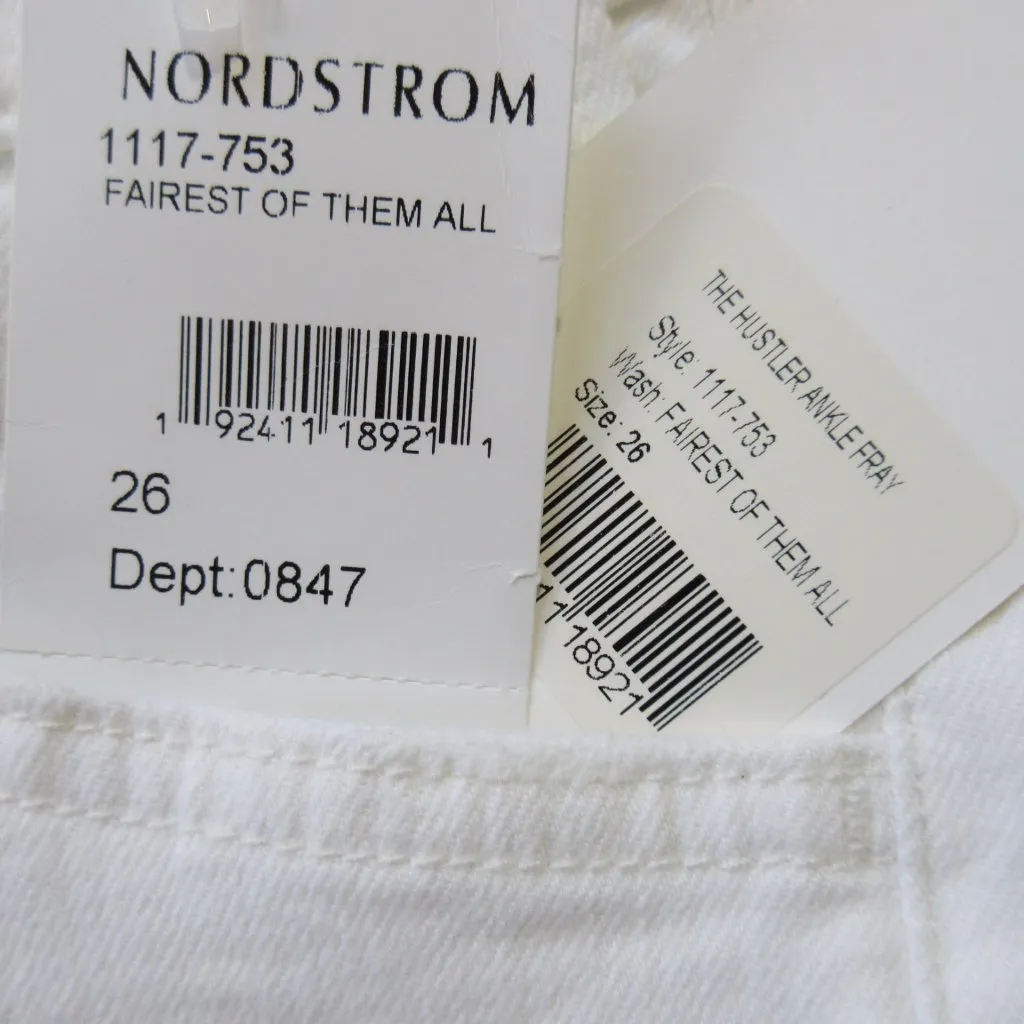 NORDSTROM
1117-753
FAIREST OF THEM ALL
1 92411 18921 1
26
Dept:0847
THE HUSTLER ANKLE FRAY
Style: 1117-753
Wash: FAIREST OF THEM ALL
Size: 26
11 18921